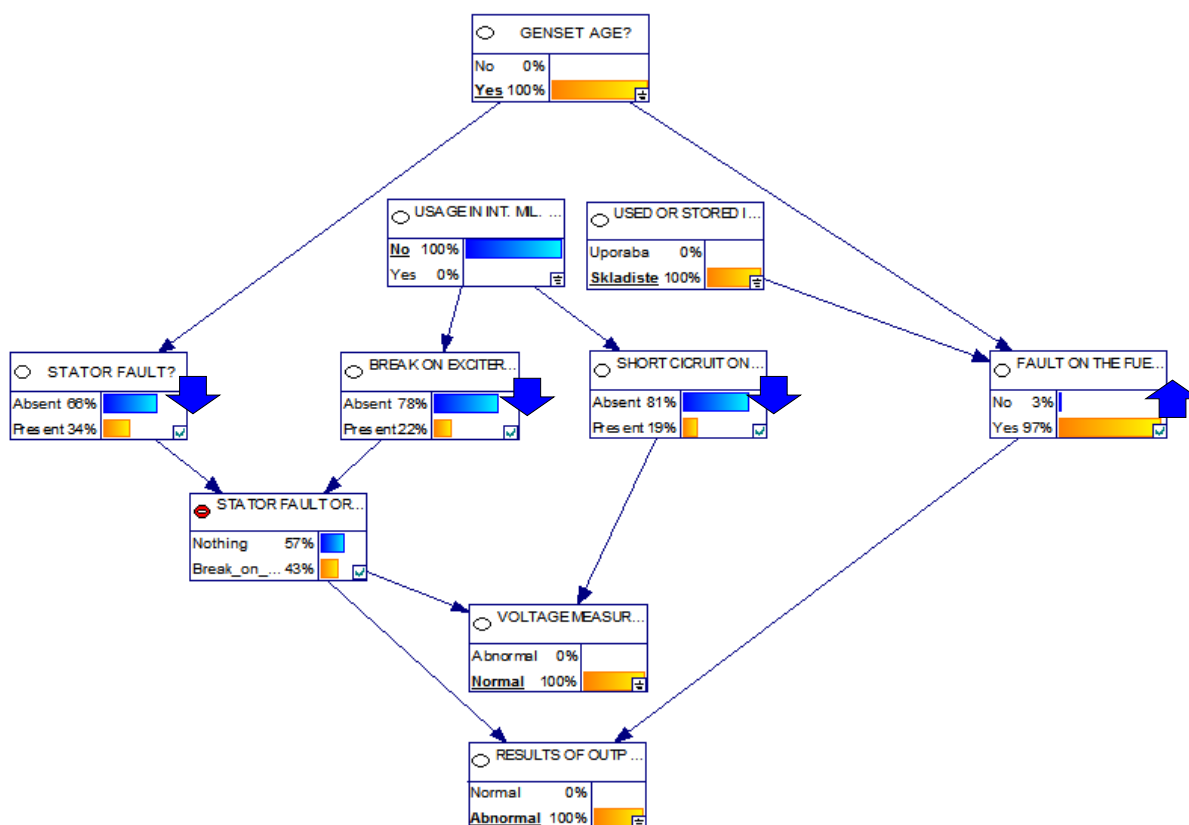 GENSET AGE?
No 0%
Yes 100%
USAGE IN INT. MIL. ...
No 100%
Yes 0%
USED OR STORED I...
Uporaba 0%
Skladiste 100%
STATOR FAULT?
Absent 66%
Present 34%
BREAK ON EXCITER...
Absent 78%
Present 22%
SHORT CICRUIT ON...
Absent 81%
Present 19%
FAULT ON THE FUE...
No 3%
Yes 97%
STATOR FAULT OR...
Nothing 57%
Break_on_... 43%
VOLTAGE MEASUR...
Abnormal 0%
Normal 100%
RESULTS OF OUTP ...
Normal 0%
Abnormal 100%